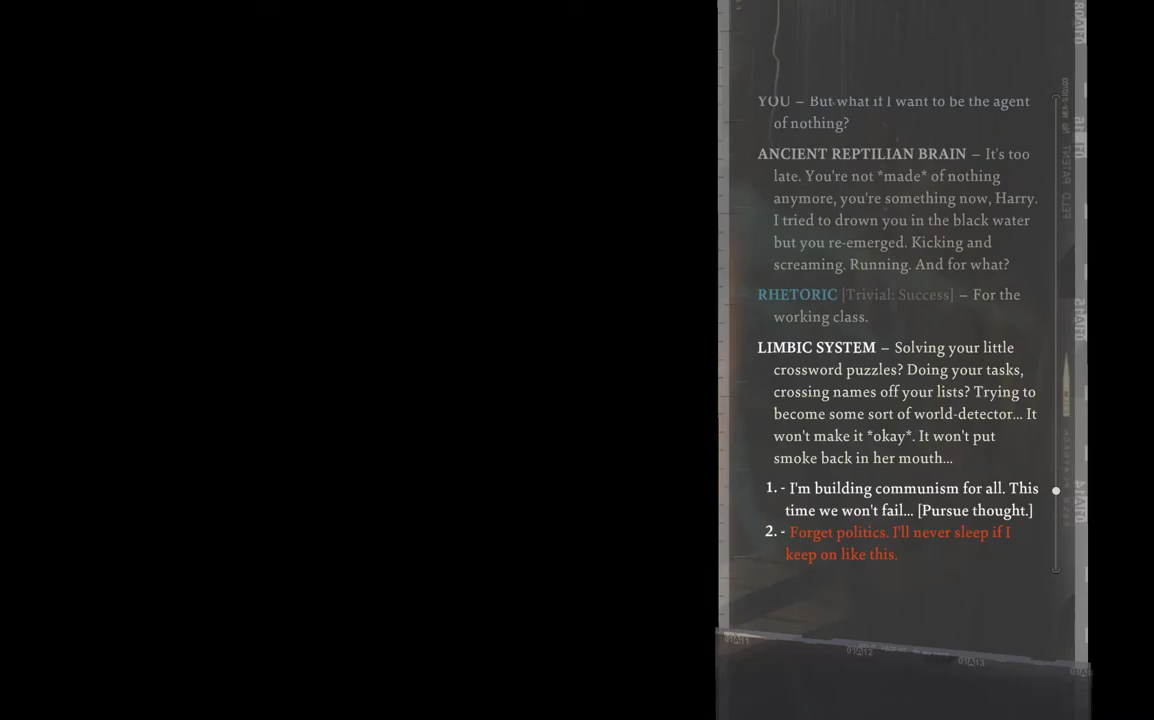 YOU – But what if I want to be the agent
of nothing?
ANCIENT REPTILIAN BRAIN – It's too
late. You're not *made* of nothing
anymore, you're something now, Harry.
I tried to drown you in the black water
but you re-emerged. Kicking and
screaming. Running. And for what?
RHETORIC [Trivial: Success] – For the
working class.
LIMBIC SYSTEM – Solving your little
crossword puzzles? Doing your tasks,
crossing names off your lists? Trying to
become some sort of world-detector... It
won't make it *okay*. It won't put
smoke back in her mouth...
1. - I'm building communism for all. This
time we won't fail... [Pursue thought.]
2. - Forget politics. I'll never sleep if I
keep on like this.
FELD PATENT